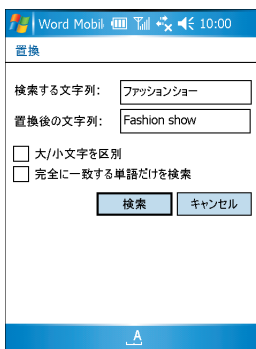 Word Mobil 10:00
置換
検索する文字列: ファッションショー
置換後の文字列: Fashion show
大/小文字を区別
完全に一致する単語だけを検索
検索 キャンセル
A